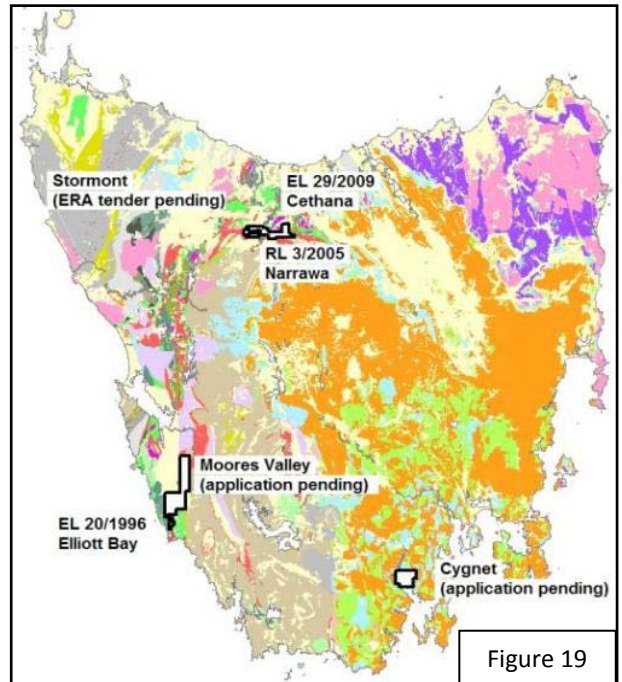 Stormont
(ERA tender pending)
EL 29/2009
Cethana
RL 3/2005
Narrawa
Moores Valley
(application pending)
EL 20/1996
Elliott Bay
Cygnet
(application pending)
Figure 19